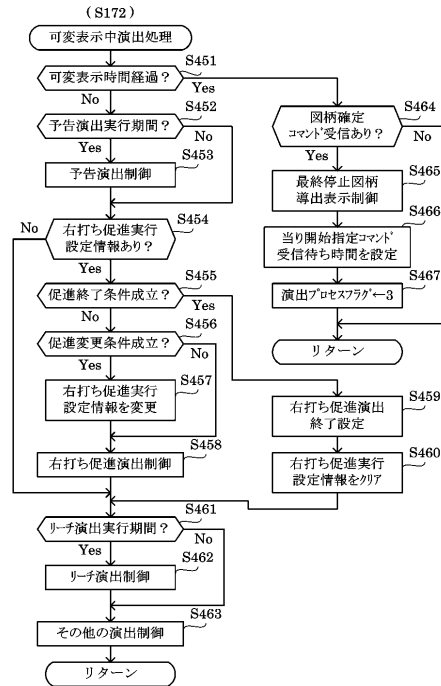 (S172)
可変表示中演出処理
S451
可変表示時間経過？
Yes
No
S452
予告演出実行期間？
No
Yes
S453
予告演出制御
S454
No
右打ち促進実行
設定情報あり？
Yes
S455
促進終了条件成立？
Yes
No
S456
促進変更条件成立？
No
Yes
S457
右打ち促進実行
設定情報を変更
S458
右打ち促進演出制御
S461
リーチ演出実行期間？
No
Yes
S462
リーチ演出制御
S463
その他の演出制御
リターン
S464
図柄確定
コマンド受信あり？
No
Yes
S465
最終停止図柄
導出表示制御
S466
当り開始指定コマンド
受信待ち時間を設定
S467
演出プロセスフラグ←3
リターン
S459
右打ち促進演出
終了設定
S460
右打ち促進実行
設定情報をクリア